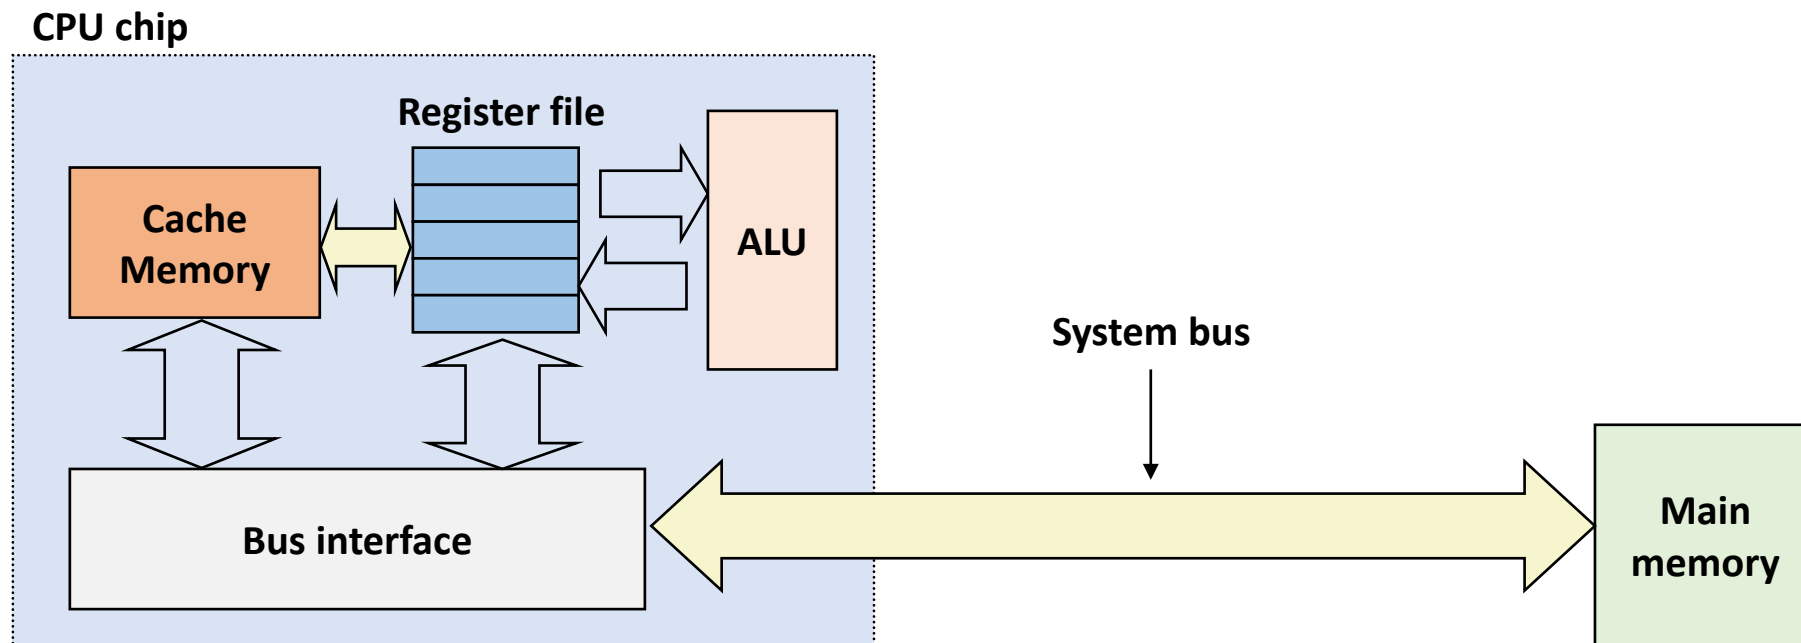 CPU chip
Register file
Cache
Memory
ALU
System bus
Bus interface
Main
memory